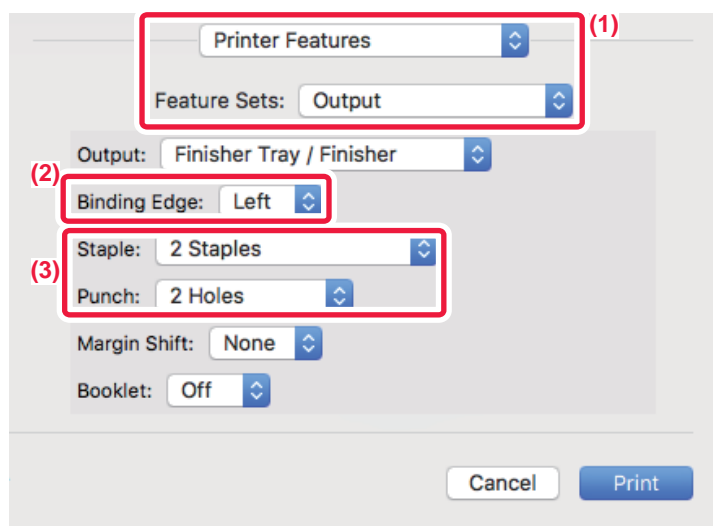 (1)
Printer Features
Feature Sets: Output
Output: Finisher Tray / Finisher
(2)
Binding Edge: Left
(3)
Staple: 2 Staples
Punch: 2 Holes
Margin Shift: None
Booklet: Off
Cancel Print